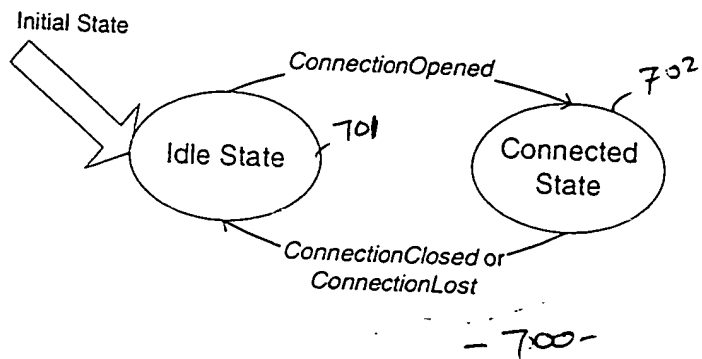 Initial State
ConnectionOpened
702
701
Idle State
Connected
State
ConnectionClosed or
ConnectionLost
- 700 -